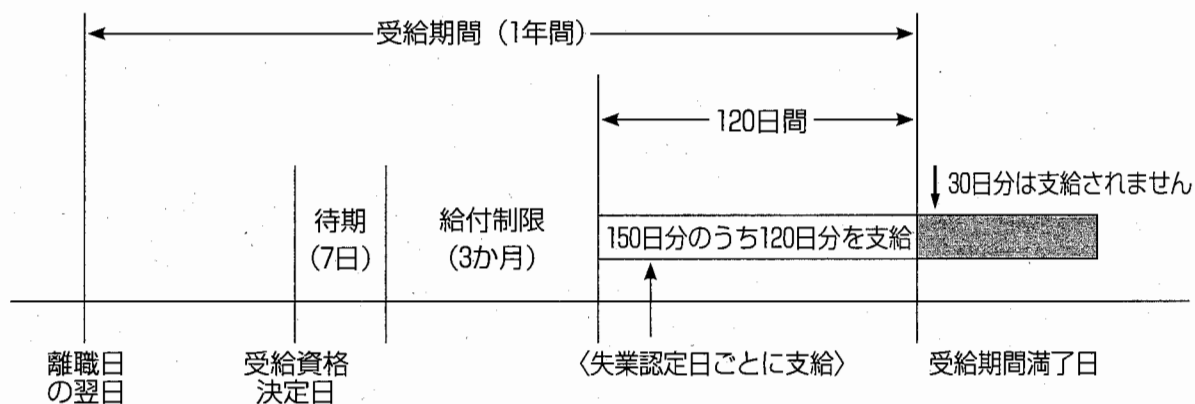 受給期間（1年間）
120日間
30日分は支給されません
待期
（7日）
給付制限
（3か月）
150日分のうち120日分を支給
離職日
の翌日
受給資格
決定日
〈失業認定日ごとに支給〉
受給期間満了日